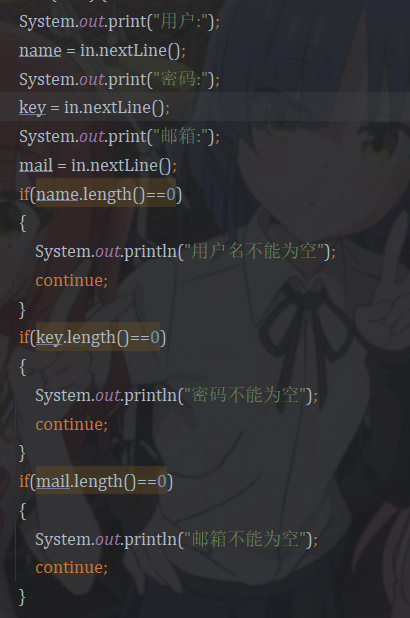 System.out.print("用户:");
name = in.nextLine();
System.out.print("密码:");
key = in.nextLine();
System.out.print("邮箱:");
mail = in.nextLine();
if(name.length()==0)
{
System.out.println("用户名不能为空");
continue;
}
if(key.length()==0)
{
System.out.println("密码不能为空");
continue;
}
if(mail.length()==0)
{
System.out.println("邮箱不能为空");
continue;
}